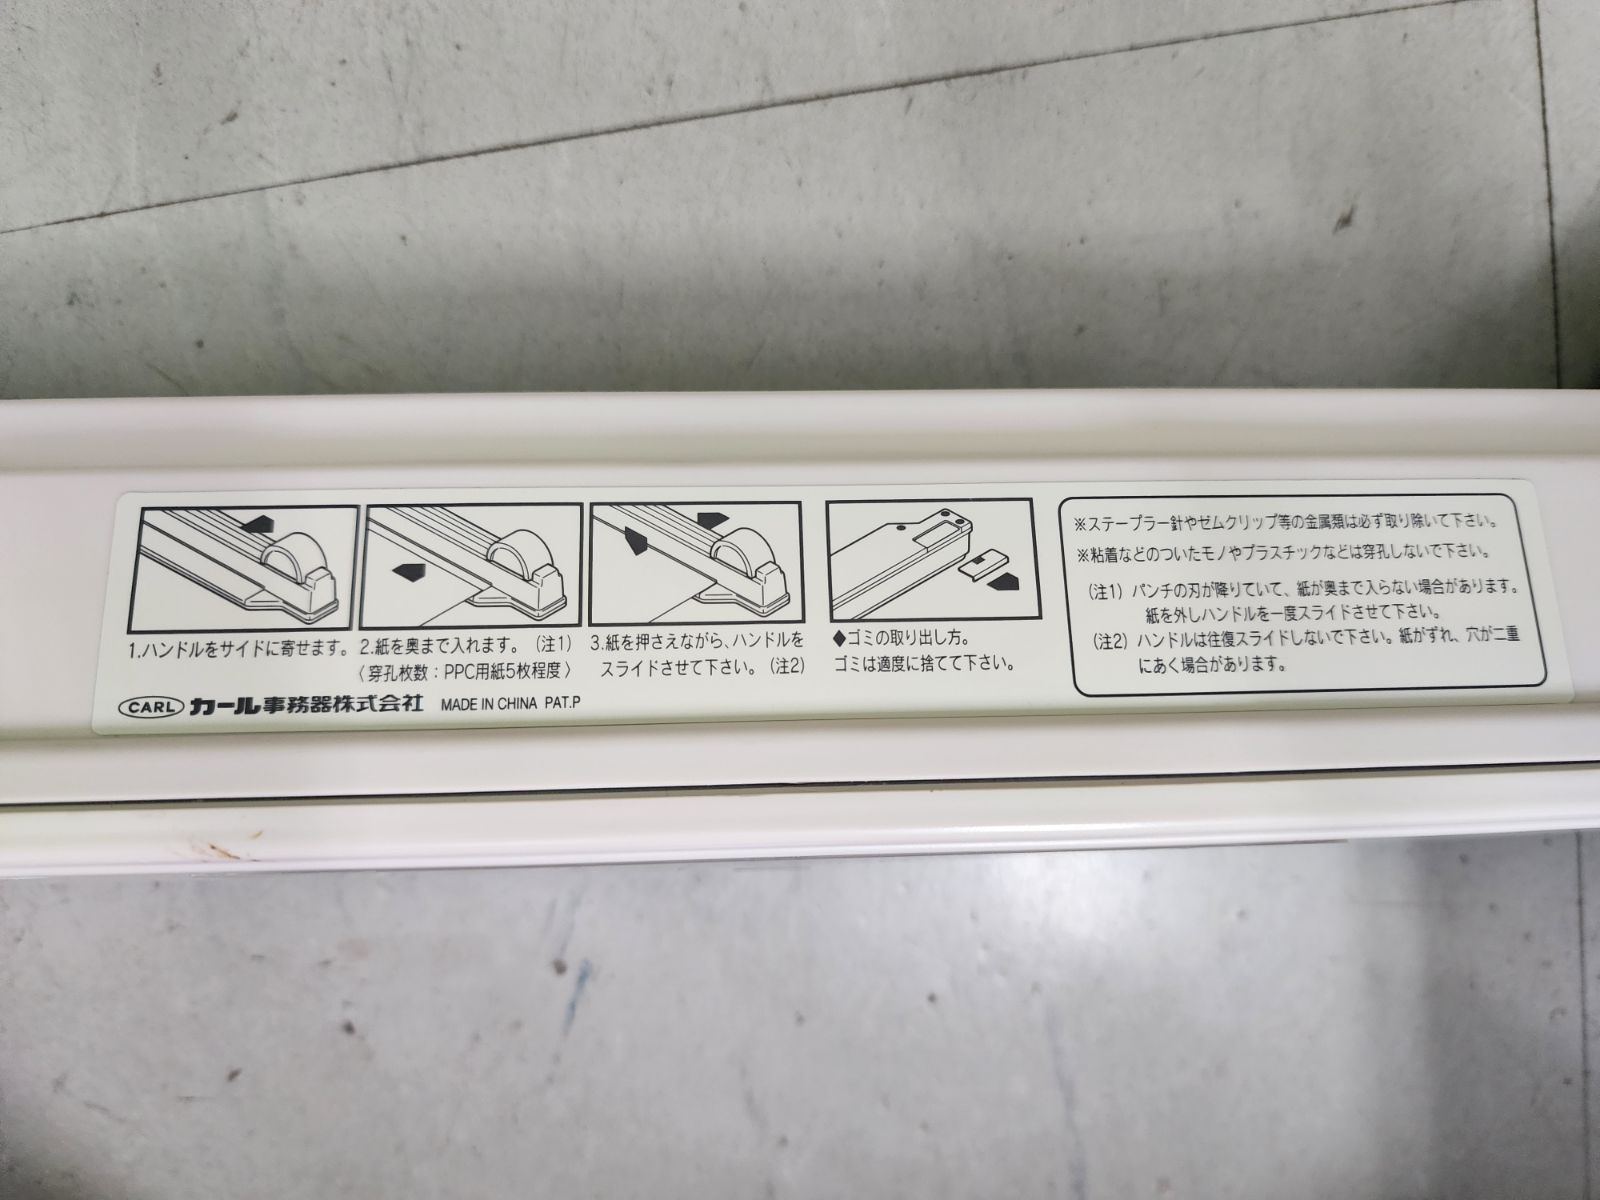 1.ハンドルをサイドに寄せます。
2.紙を奥まで入れます。（注1）
〈穿孔枚数：PPC用紙5枚程度〉
3.紙を押さえながら、ハンドルを
スライドさせて下さい。（注2）
◆ゴミの取り出し方。
ゴミは適度に捨てて下さい。
※ステープラー針やゼムクリップ等の金属類は必ず取り除いて下さい。
※粘着などのついたモノやプラスチックなどは穿孔しないで下さい。
（注1）パンチの刃が降りていて、紙が奥まで入らない場合があります。
紙を外しハンドルを一度スライドさせて下さい。
（注2）ハンドルは往復スライドしないで下さい。紙がずれ、穴が二重
にあく場合があります。
CARL カール事務器株式会社 MADE IN CHINA PAT.P